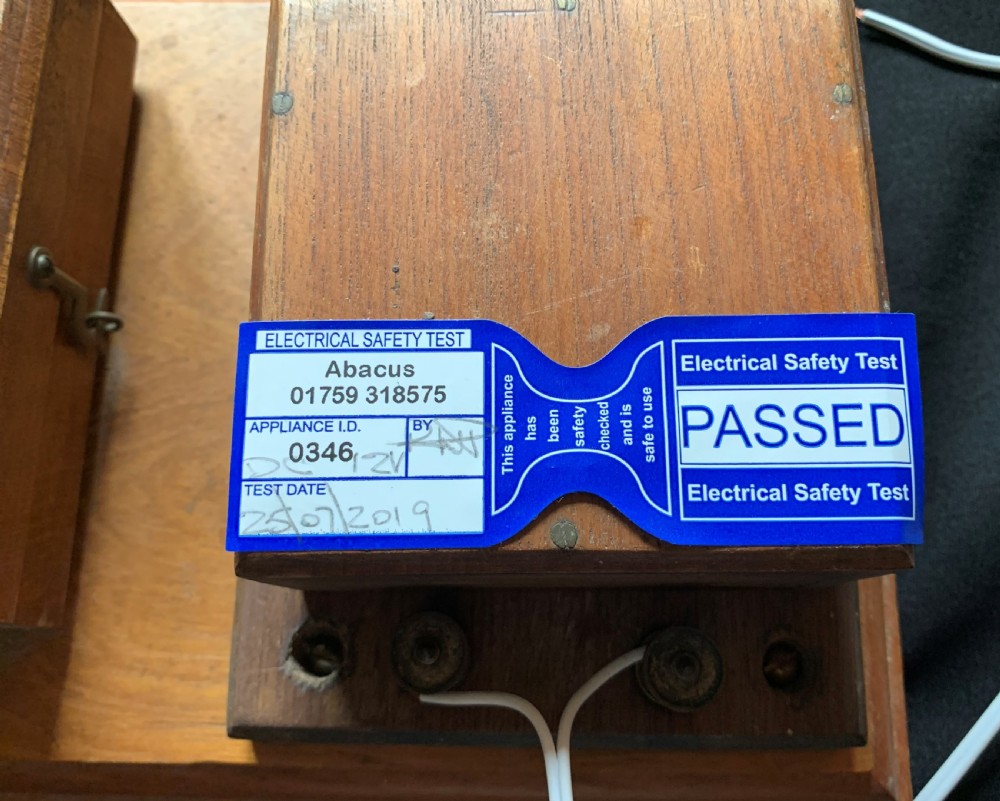 ELECTRICAL SAFETY TEST
Abacus
01759 318575
APPLIANCE I.D.
0346
DC 12V
BY
TEST DATE
25/07/2019
This appliance
has
been
safety
checked
and is
safe to use
Electrical Safety Test
PASSED
Electrical Safety Test